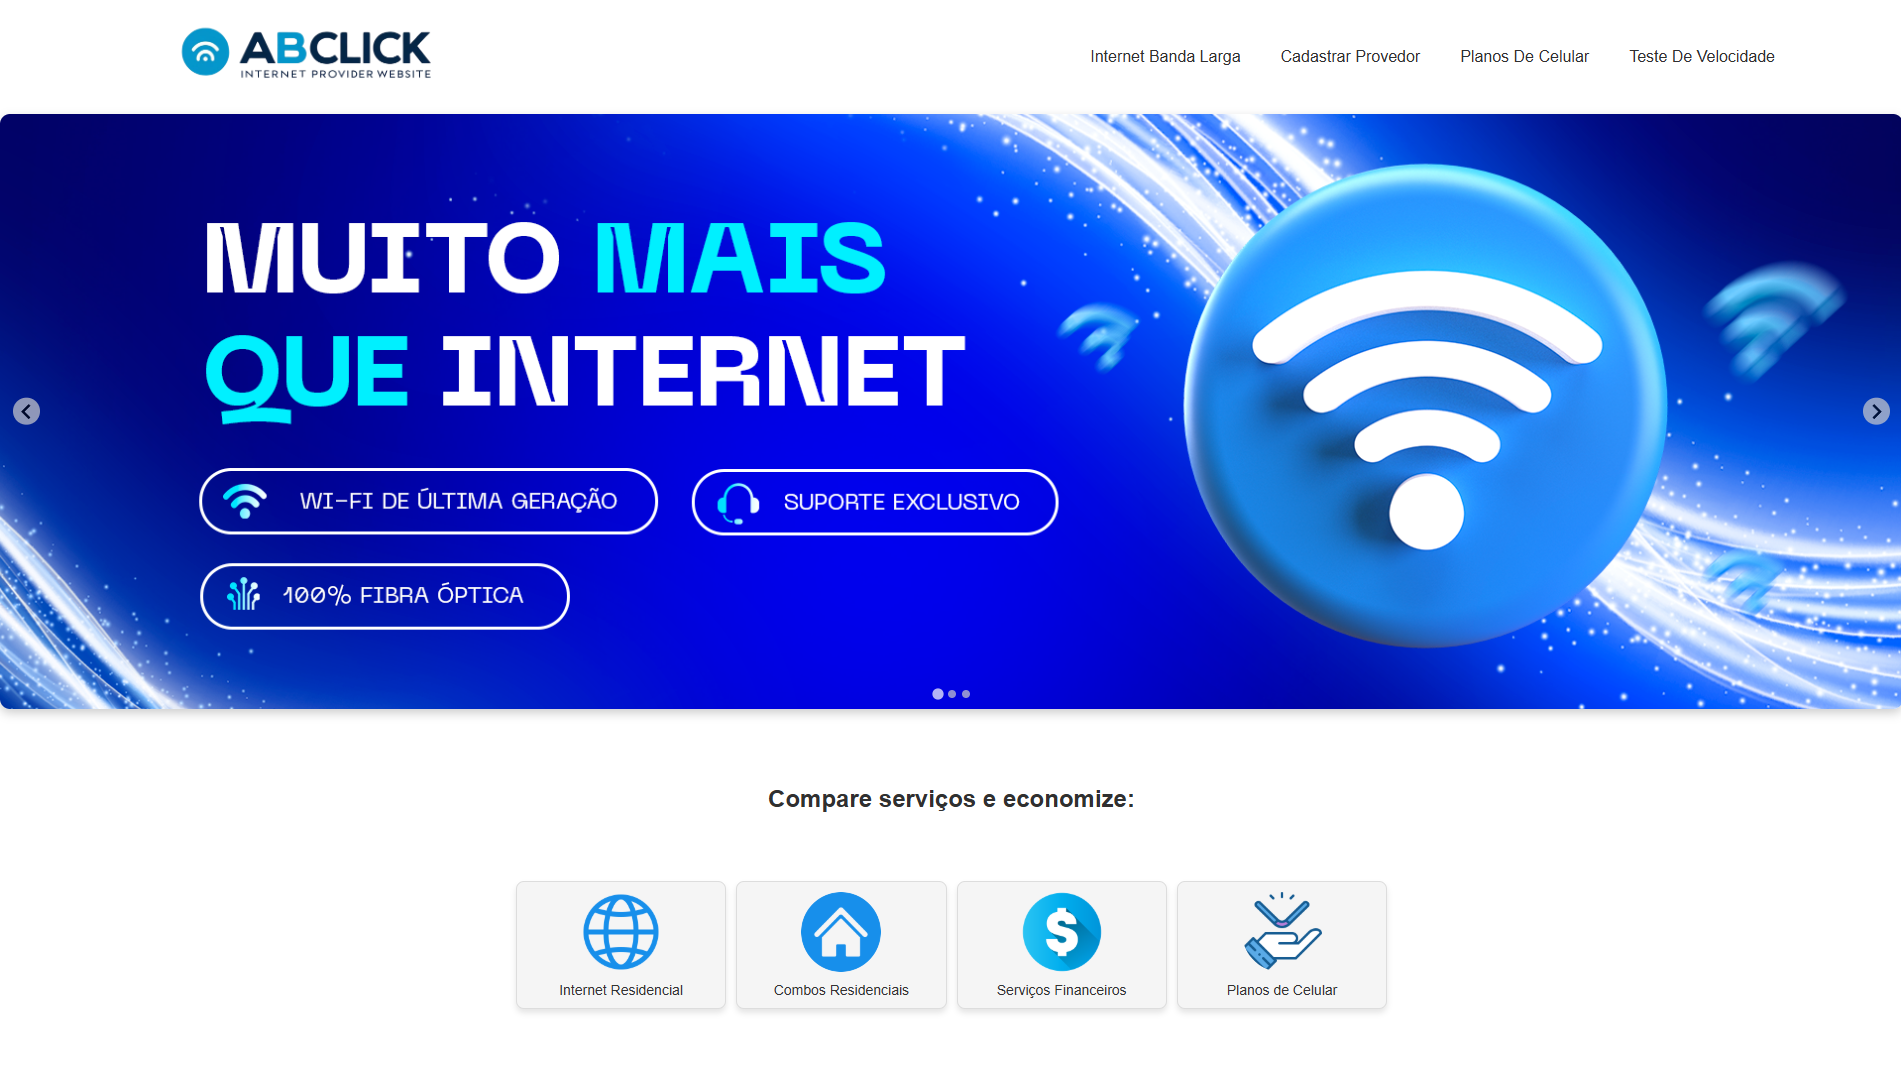 ABCLICK
INTERNET PROVIDER WEBSITE
Internet Banda Larga
Cadastrar Provedor
Planos De Celular
Teste De Velocidade
MUITO MAIS
QUE INTERNET
WI-FI DE ÚLTIMA GERAÇÃO
SUPORTE EXCLUSIVO
100% FIBRA ÓPTICA
Compare serviços e economize:
Internet Residencial
Combos Residenciais
Serviços Financeiros
Planos de Celular